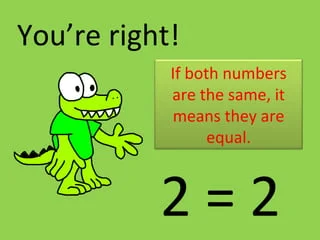 You’re right!
If both numbers
are the same, it
means they are
equal.
2 = 2